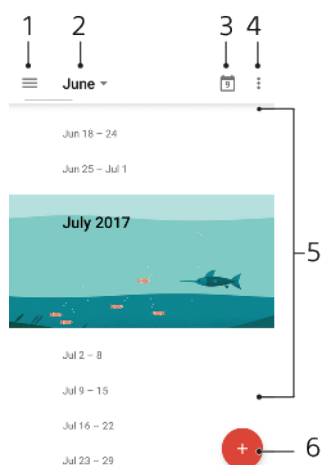 1 2 3 4
June 9
Jun 18 – 24
Jun 25 – Jul 1
July 2017
5
Jul 2 – 8
Jul 9 – 15
Jul 16 – 22
6
Jul 23 – 29